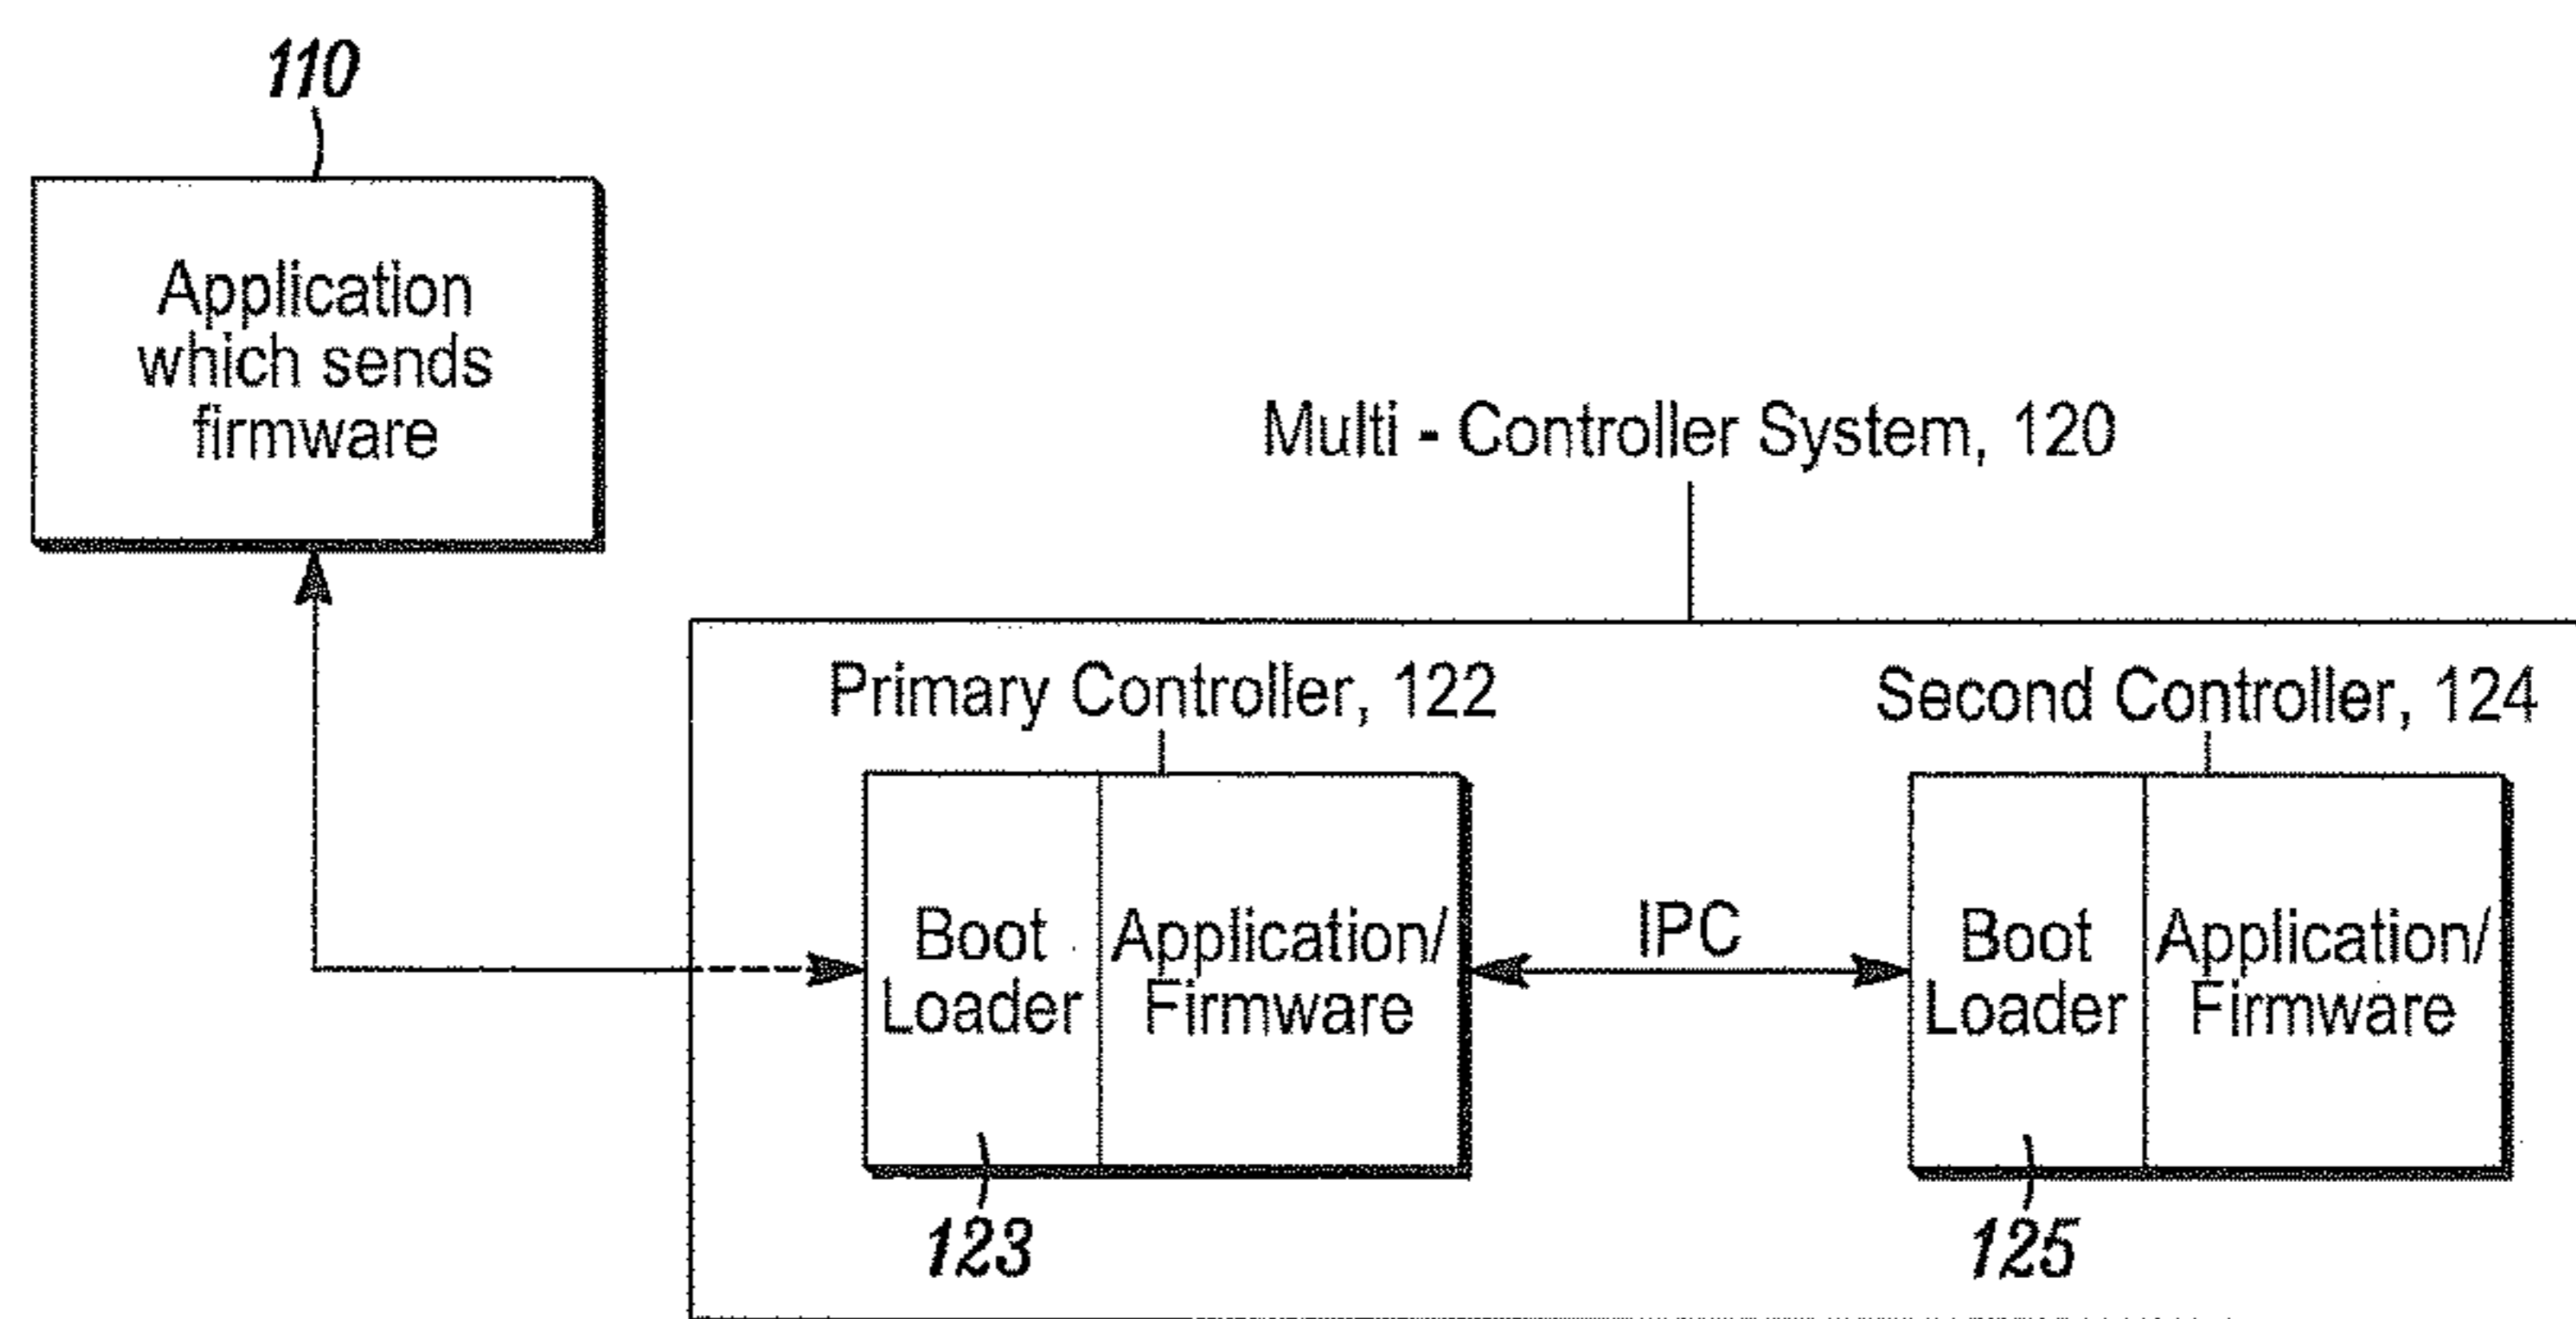 110
Application
which sends
firmware
Multi - Controller System, 120
Primary Controller, 122
Second Controller, 124
Boot
Loader
Application/
Firmware
IPC
Boot
Loader
Application/
Firmware
123
125